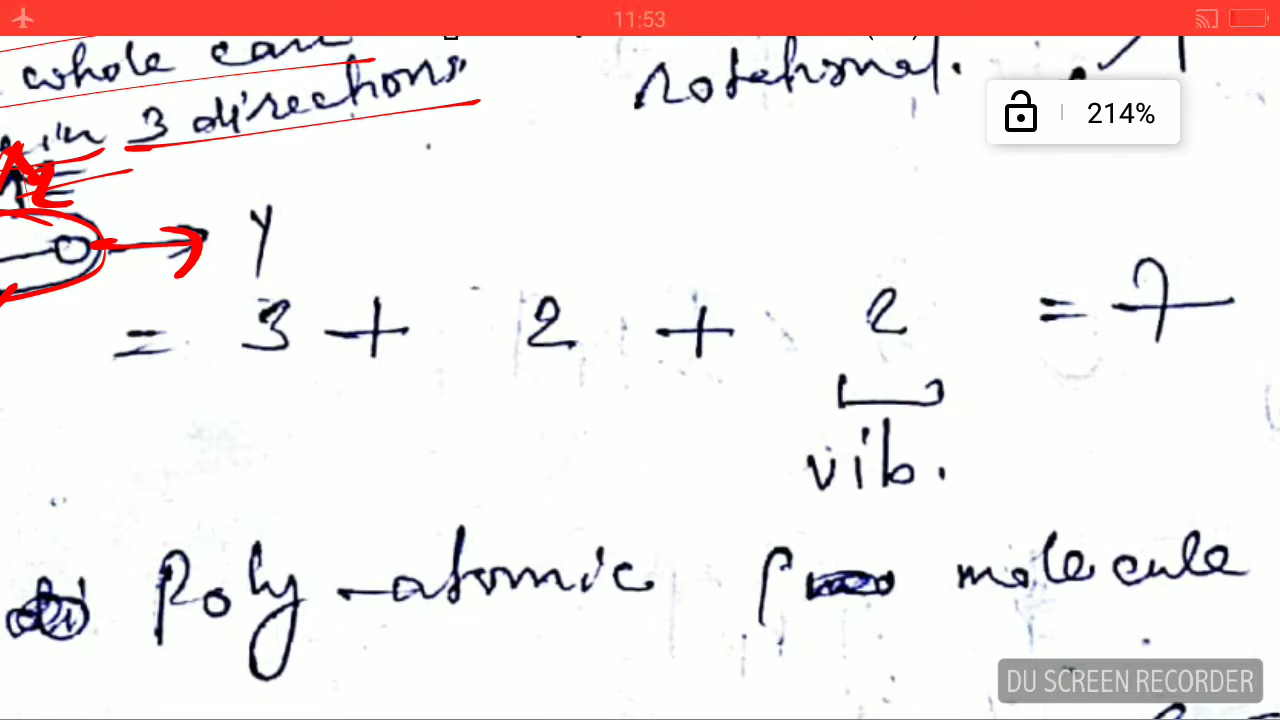 11:53
whole can
rotational.
in 3 directions
214%
y
= 3 + 2 + 2 = 7
vib.
Poly-atomic molecule
DU SCREEN RECORDER